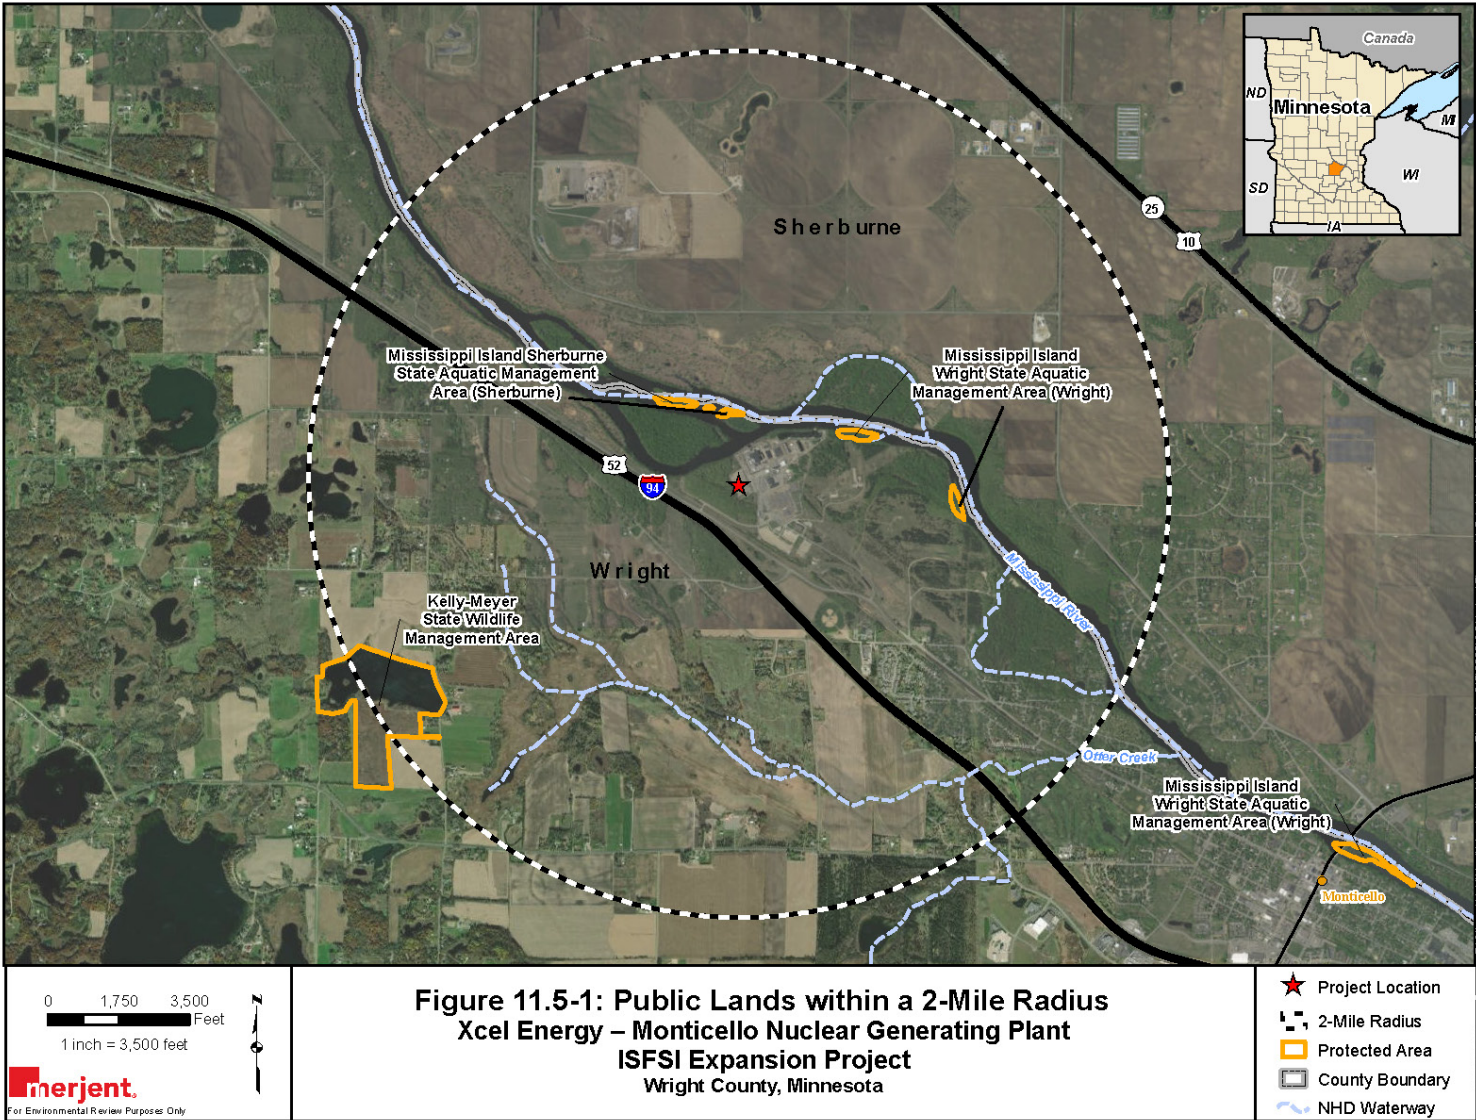 Canada
ND
Minnesota
MI
SD
WI
IA
25
10
Sherburne
Mississippi Island Sherburne
State Aquatic Management
Area (Sherburne)
Mississippi Island
Wright State Aquatic
Management Area (Wright)
52
94
Wright
Mississippi River
Kelly-Meyer
State Wildlife
Management Area
Otter Creek
Mississippi Island
Wright State Aquatic
Management Area (Wright)
Monticello
0 1,750 3,500
Feet
1 inch = 3,500 feet
N
merjent.
For Environmental Review Purposes Only
Figure 11.5-1: Public Lands within a 2-Mile Radius
Xcel Energy – Monticello Nuclear Generating Plant
ISFSI Expansion Project
Wright County, Minnesota
Project Location
2-Mile Radius
Protected Area
County Boundary
NHD Waterway